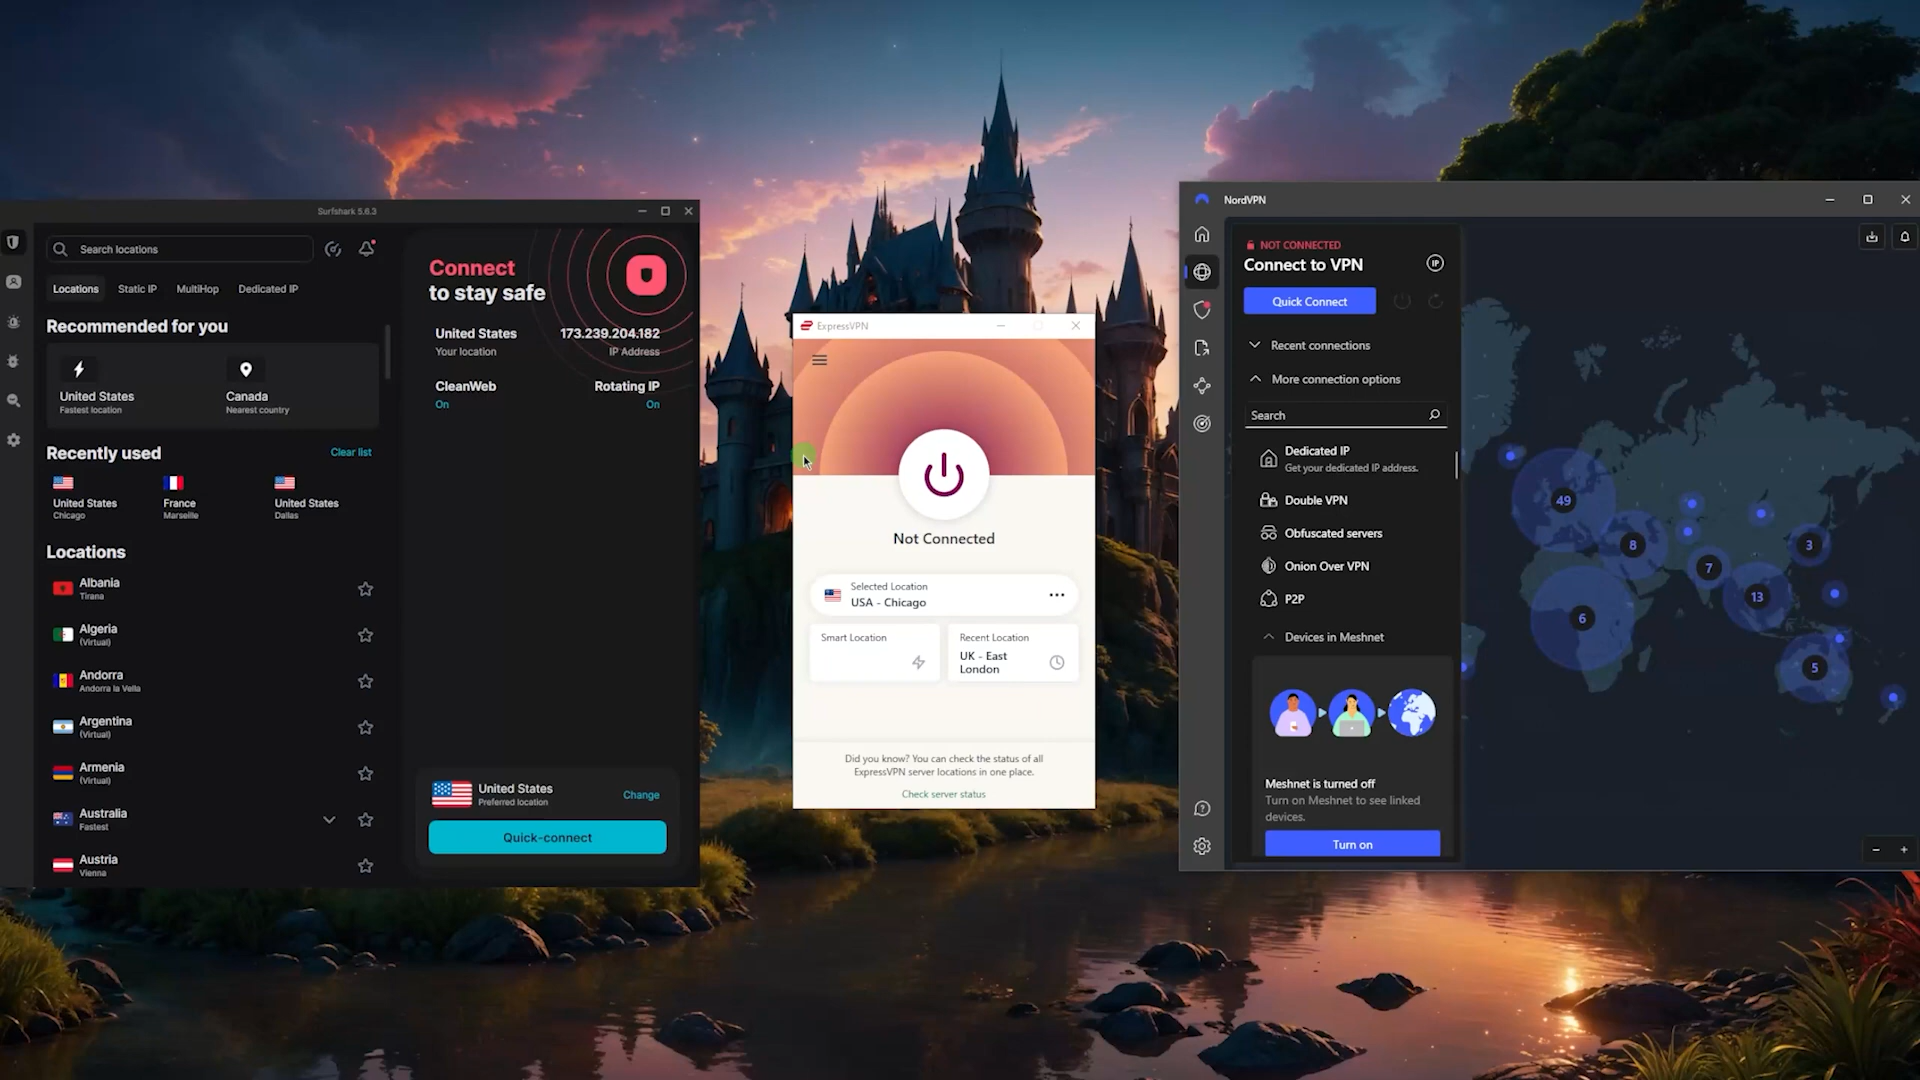 Surfshark 5.6.3
Search locations
Locations
Static IP
MultiHop
Dedicated IP
Recommended for you
United States
Fastest location
Canada
Nearest country
Recently used
Clear list
United States
Chicago
France
Marseille
United States
Dallas
Locations
Albania
Tirana
Algeria
(Virtual)
Andorra
Andorra la Vella
Argentina
(Virtual)
Armenia
(Virtual)
Australia
Fastest
Austria
Vienna
Connect
to stay safe
United States
Your location
173.239.204.182
IP Address
CleanWeb
On
Rotating IP
On
United States
Preferred location
Change
Quick-connect
ExpressVPN
Not Connected
Selected Location
USA - Chicago
Smart Location
Recent Location
UK - East
London
Did you know? You can check the status of all
ExpressVPN server locations in one place.
Check server status
NordVPN
NOT CONNECTED
Connect to VPN
IP
Quick Connect
Recent connections
More connection options
Search
Dedicated IP
Get your dedicated IP address.
Double VPN
Obfuscated servers
Onion Over VPN
P2P
Devices in Meshnet
Meshnet is turned off
Turn on Meshnet to see linked
devices.
Turn on
49
8
3
7
13
6
5